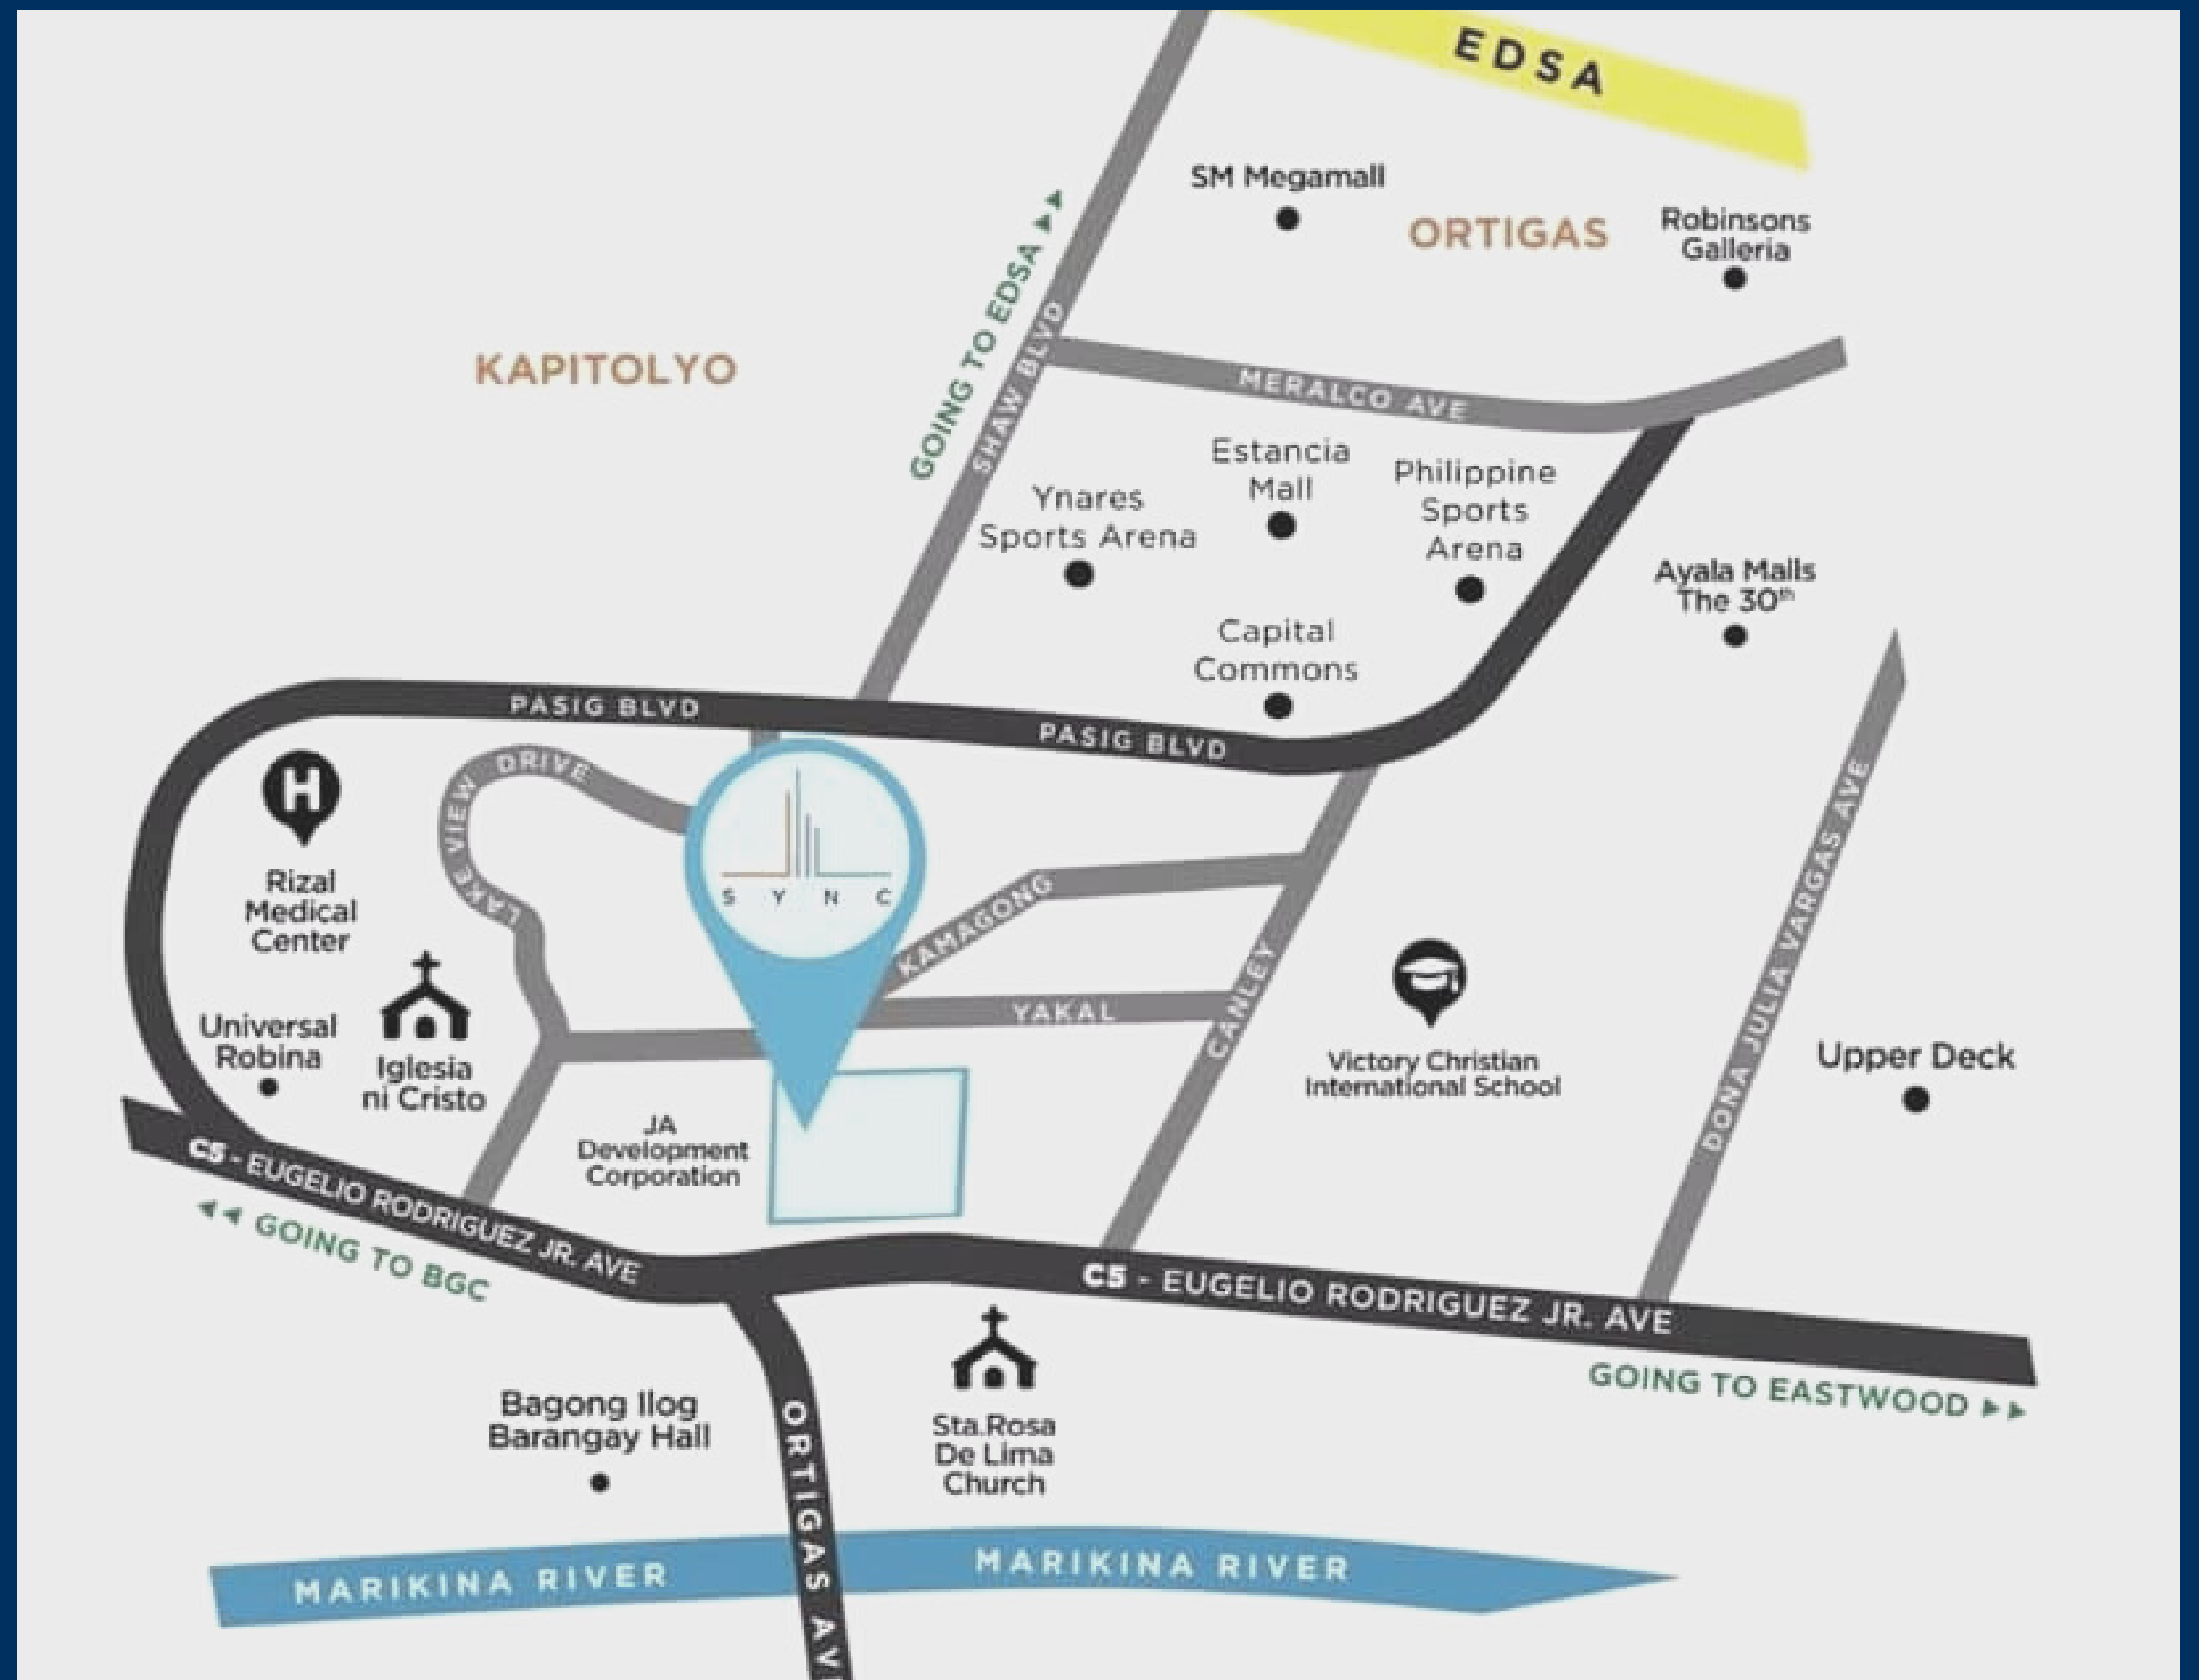 EDSA
SM Megamall
ORTIGAS
Robinsons
Galleria
GOING TO EDSA
KAPITOLYO
SHAW BLVD
MERALCO AVE
Estancia
Mall
Philippine
Sports
Arena
Ynares
Sports Arena
Ayala Malls
The 30th
Capital
Commons
PASIG BLVD
PASIG BLVD
LAKE VIEW DRIVE
H
Rizal
Medical
Center
S Y N C
KAMAGONG
YAKAL
CANLEY
DONA JULIA VARGAS AVE
Universal
Robina
Iglesia
ni Cristo
Victory Christian
International School
Upper Deck
JA
Development
Corporation
C5 - EUGELIO RODRIGUEZ JR. AVE
GOING TO BGC
C5 - EUGELIO RODRIGUEZ JR. AVE
GOING TO EASTWOOD
Bagong Ilog
Barangay Hall
Sta.Rosa
De Lima
Church
ORTIGAS AVE
MARIKINA RIVER
MARIKINA RIVER